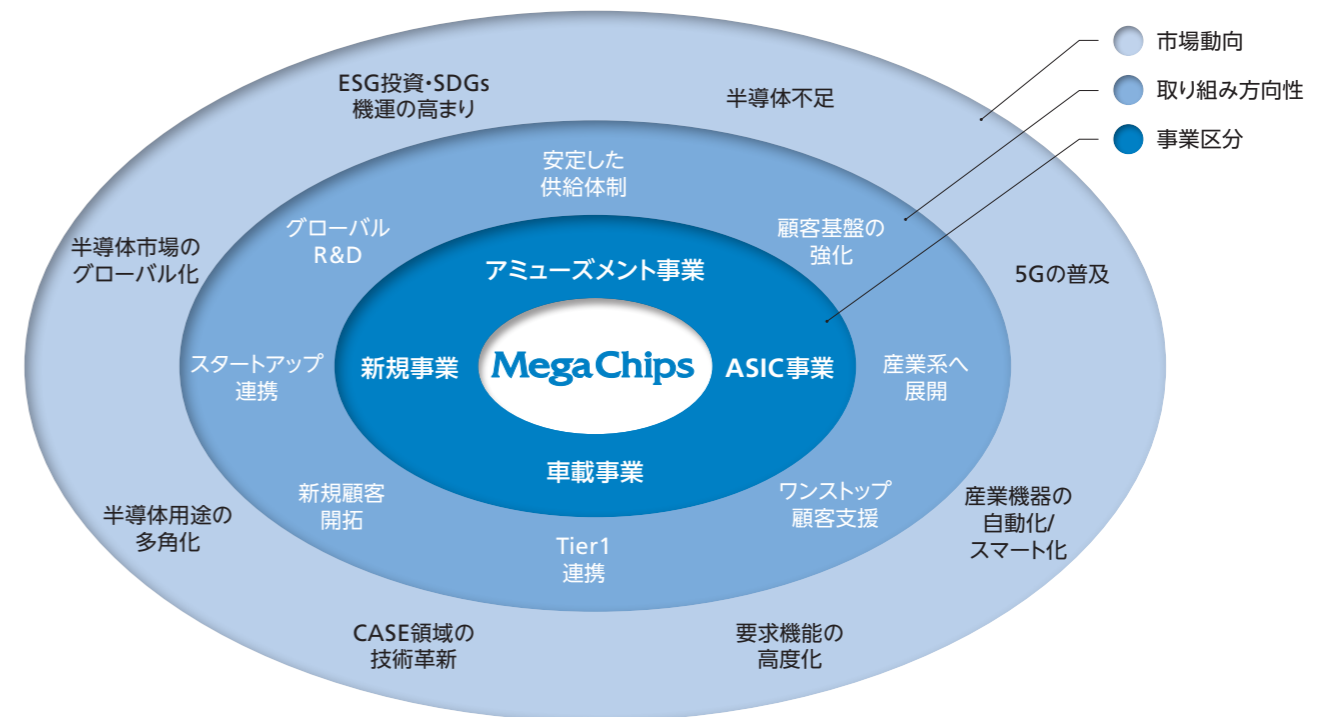 市場動向
取り組み方向性
事業区分
ESG投資・SDGs
機運の高まり
半導体不足
安定した
供給体制
グローバル
R&D
顧客基盤の
強化
半導体市場の
グローバル化
アミューズメント事業
5Gの普及
スタートアップ
連携
新規事業
MegaChips
ASIC事業
産業系へ
展開
車載事業
新規顧客
開拓
ワンストップ
顧客支援
半導体用途の
多角化
産業機器の
自動化/
スマート化
Tier1
連携
CASE領域の
技術革新
要求機能の
高度化